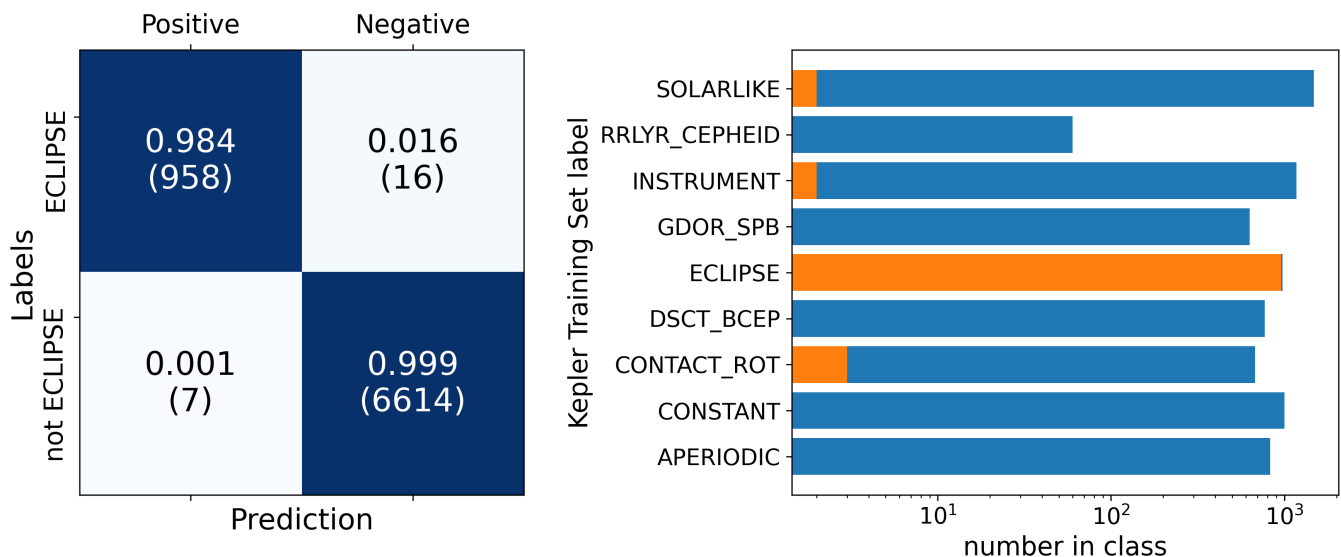 Positive
Negative
Labels
ECLIPSE
not ECLIPSE
0.984
(958)
0.016
(16)
0.001
(7)
0.999
(6614)
Prediction
Kepler Training Set label
SOLARLIKE
RRLYR_CEPHEID
INSTRUMENT
GDOR_SPB
ECLIPSE
DSCT_BCEP
CONTACT_ROT
CONSTANT
APERIODIC
10¹
10²
10³
number in class